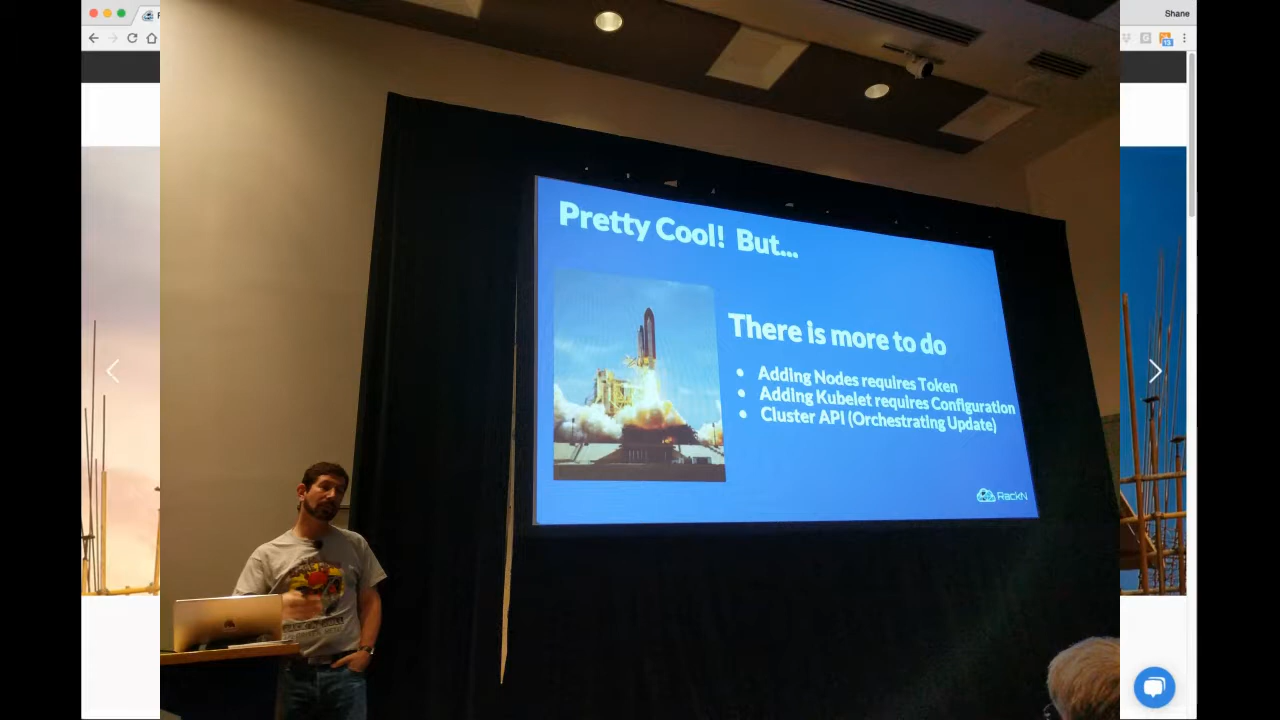 Shane
Pretty Cool! But...
There is more to do
● Adding Nodes requires Token
● Adding Kubelet requires Configuration
● Cluster API (Orchestrating Update)
RackN